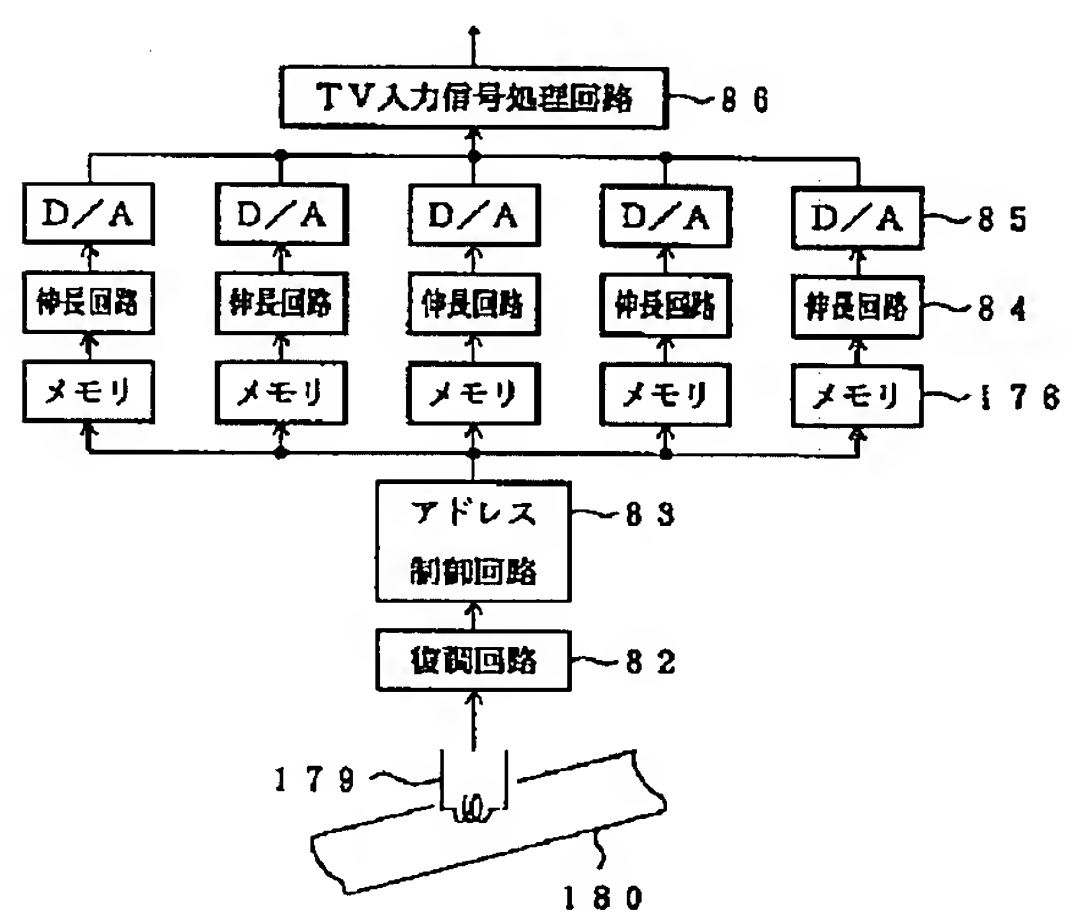 TV入力信号処理回路
86
D/A
D/A
D/A
D/A
D/A
85
伸長回路
伸長回路
伸長回路
伸長回路
伸長回路
84
メモリ
メモリ
メモリ
メモリ
メモリ
176
アドレス
制御回路
83
復調回路
82
179
180